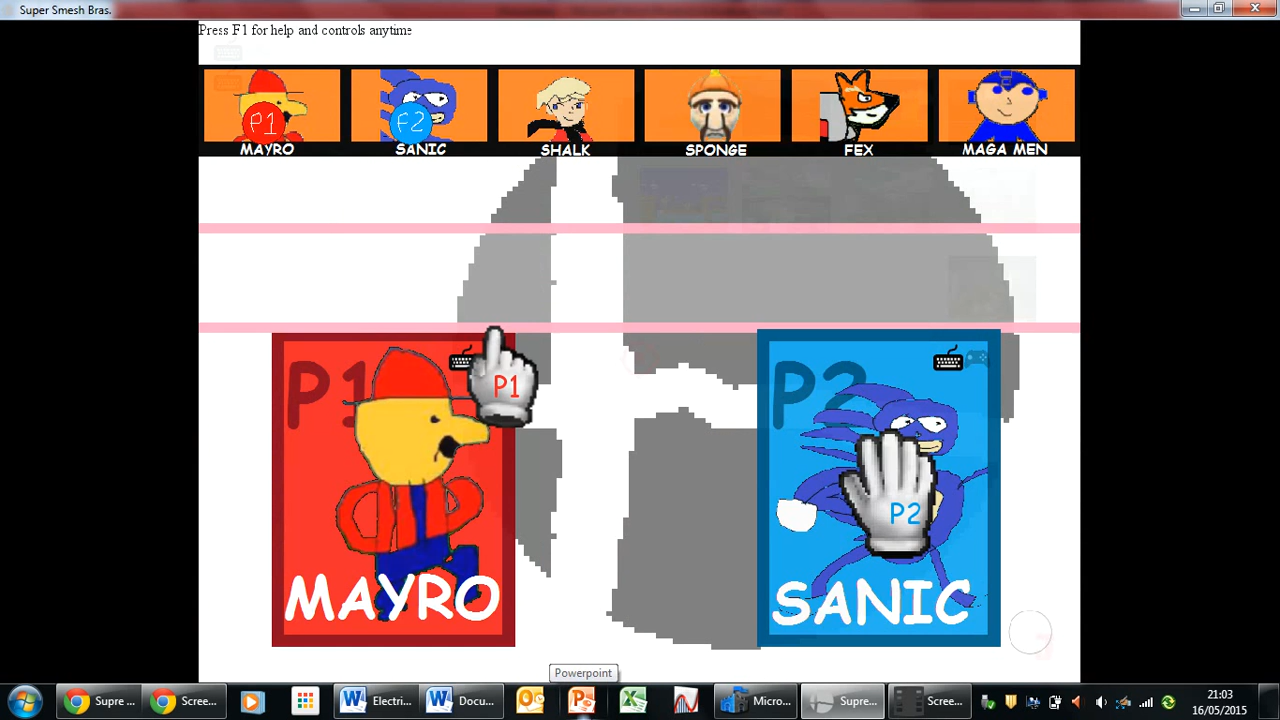 Super Smesh Bras.
Press F1 for help and controls anytime
P1
P2
MAYRO
SANIC
SHALK
SPONGE
FEX
MAGA MEN
P1
P1
P2
P2
MAYRO
SANIC
Powerpoint
Supre ...
Scree...
Electri...
Docu...
Micro...
Supre...
Scree...
21:03
16/05/2015